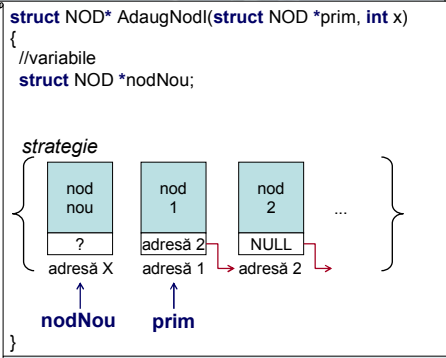 struct NOD* AdaugNodI(struct NOD *prim, int x)
{
//variabile
struct NOD *nodNou;
strategie
nod nou
nod 1
nod 2
...
? adresă 2 NULL
adresă X adresă 1 adresă 2
nodNou prim
}